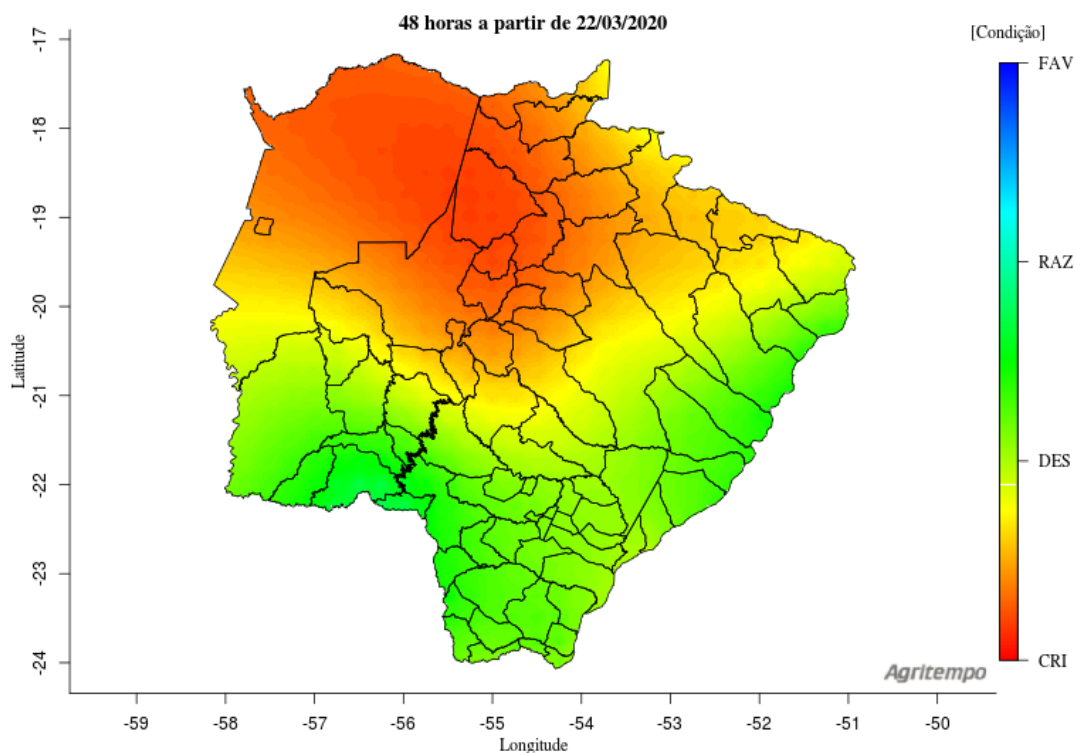 48 horas a partir de 22/03/2020
[Condição]
FAV
RAZ
DES
CRI
Latitude
-17
-18
-19
-20
-21
-22
-23
-24
Agritempo
-59 -58 -57 -56 -55 -54 -53 -52 -51 -50
Longitude